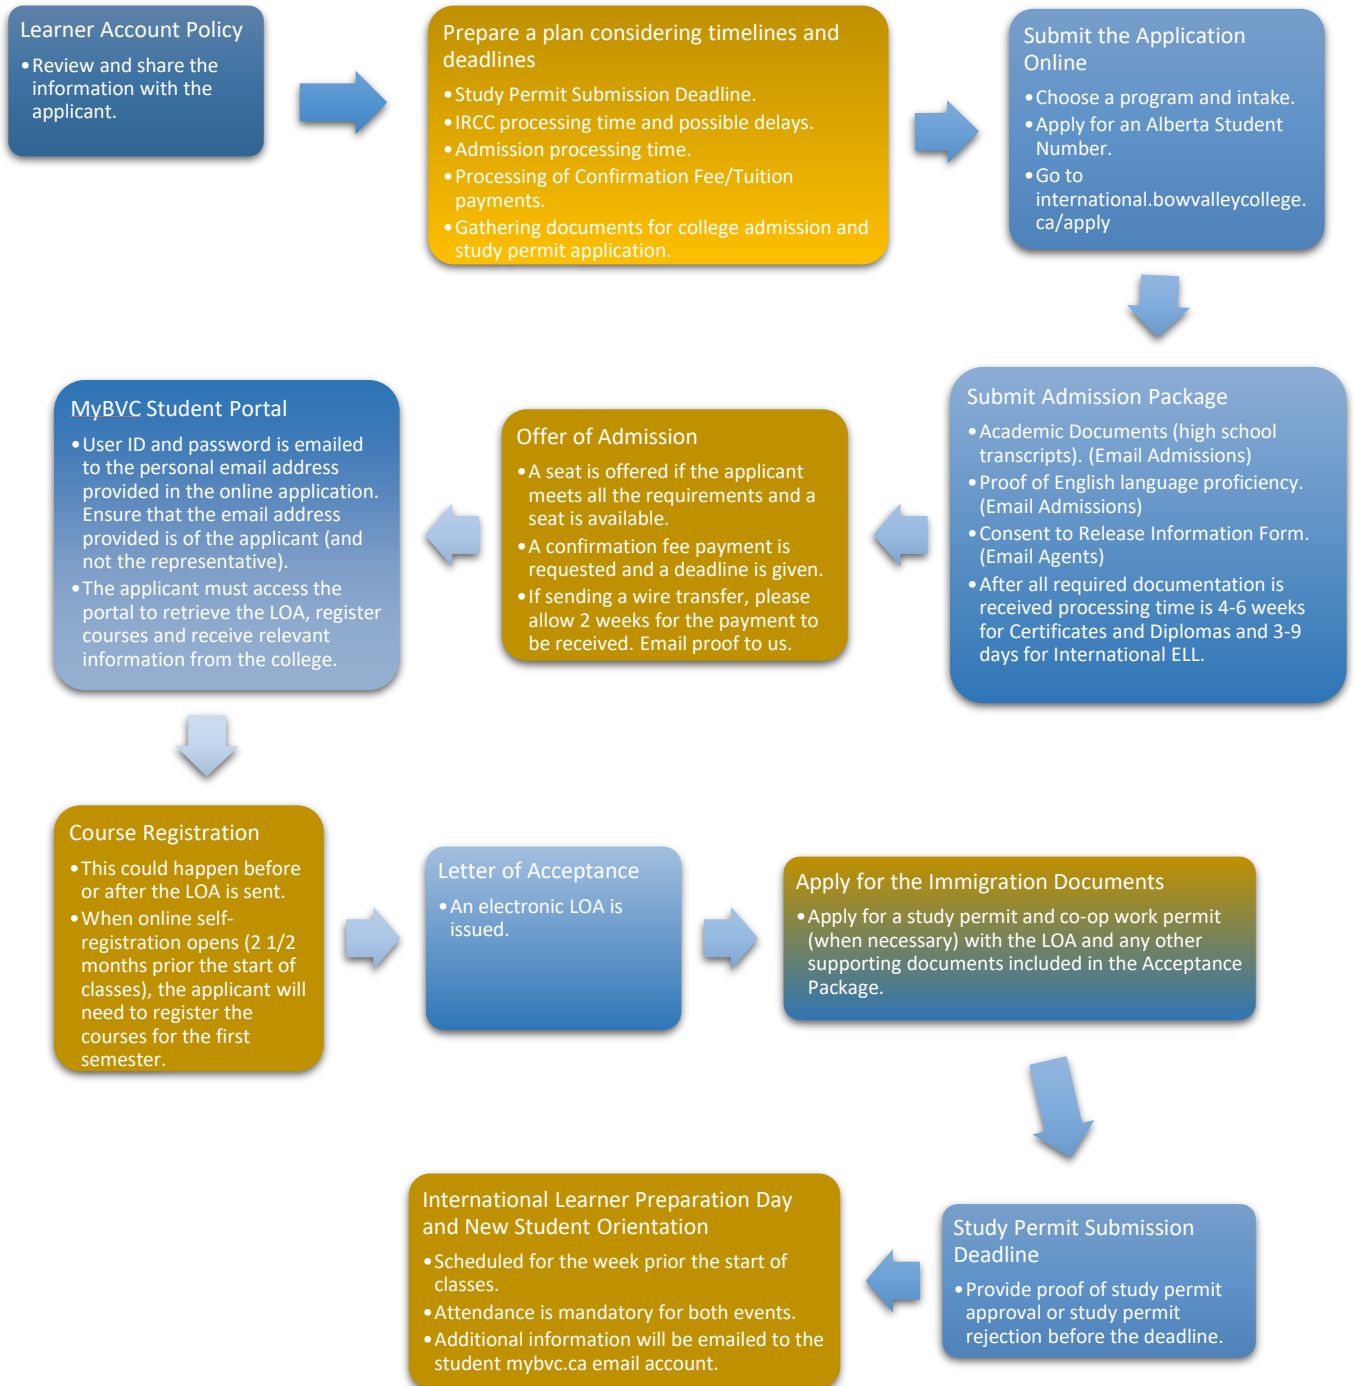 Learner Account Policy
•Review and share the
information with the
applicant.
Prepare a plan considering timelines and
deadlines
•Study Permit Submission Deadline.
•IRCC processing time and possible delays.
•Admission processing time.
•Processing of Confirmation Fee/Tuition
payments.
•Gathering documents for college admission and
study permit application.
Submit the Application
Online
•Choose a program and intake.
•Apply for an Alberta Student
Number.
•Go to
international.bowvalleycollege.
ca/apply
Submit Admission Package
•Academic Documents (high school
transcripts). (Email Admissions)
•Proof of English language proficiency.
(Email Admissions)
•Consent to Release Information Form.
(Email Agents)
•After all required documentation is
received processing time is 4-6 weeks
for Certificates and Diplomas and 3-9
days for International ELL.
Offer of Admission
•A seat is offered if the applicant
meets all the requirements and a
seat is available.
•A confirmation fee payment is
requested and a deadline is given.
•If sending a wire transfer, please
allow 2 weeks for the payment to
be received. Email proof to us.
MyBVC Student Portal
•User ID and password is emailed
to the personal email address
provided in the online application.
Ensure that the email address
provided is of the applicant (and
not the representative).
•The applicant must access the
portal to retrieve the LOA, register
courses and receive relevant
information from the college.
Course Registration
•This could happen before
or after the LOA is sent.
•When online self-
registration opens (2 1/2
months prior the start of
classes), the applicant will
need to register the
courses for the first
semester.
Letter of Acceptance
•An electronic LOA is
issued.
Apply for the Immigration Documents
•Apply for a study permit and co-op work permit
(when necessary) with the LOA and any other
supporting documents included in the Acceptance
Package.
Study Permit Submission
Deadline
•Provide proof of study permit
approval or study permit
rejection before the deadline.
International Learner Preparation Day
and New Student Orientation
•Scheduled for the week prior the start of
classes.
•Attendance is mandatory for both events.
•Additional information will be emailed to the
student mybvc.ca email account.